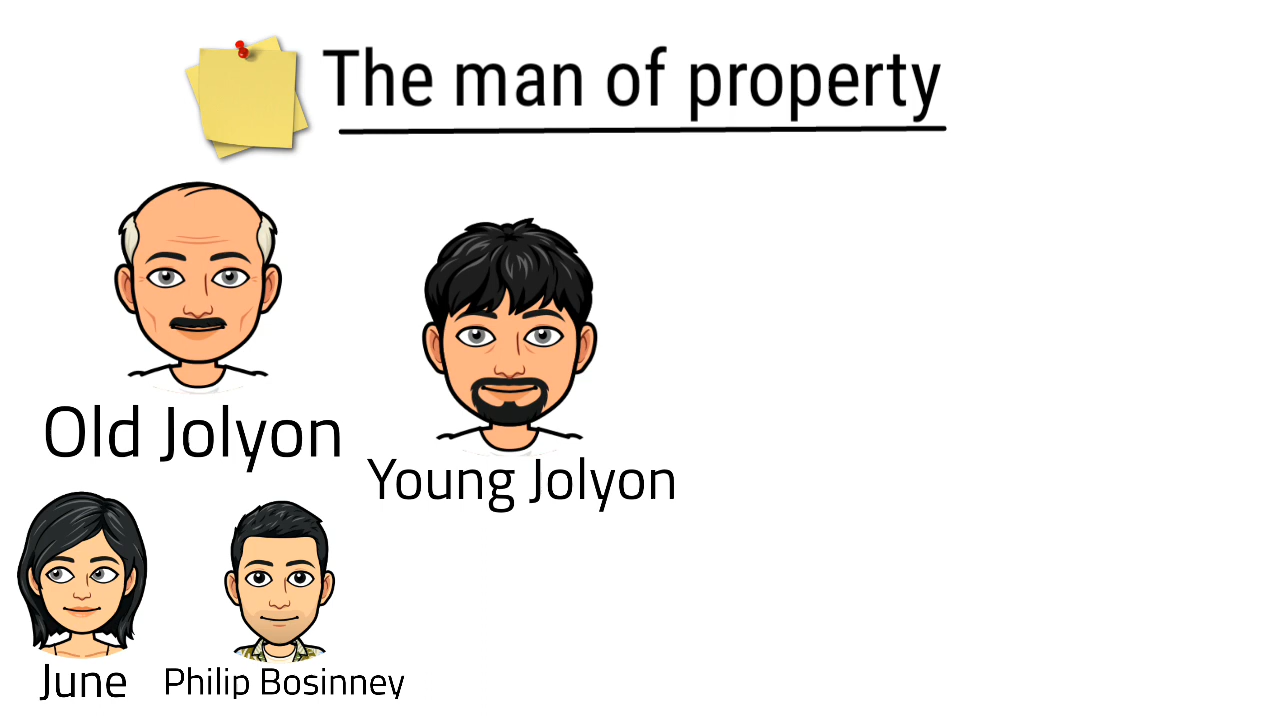 The man of property
Old Jolyon
Young Jolyon
June
Philip Bosinney